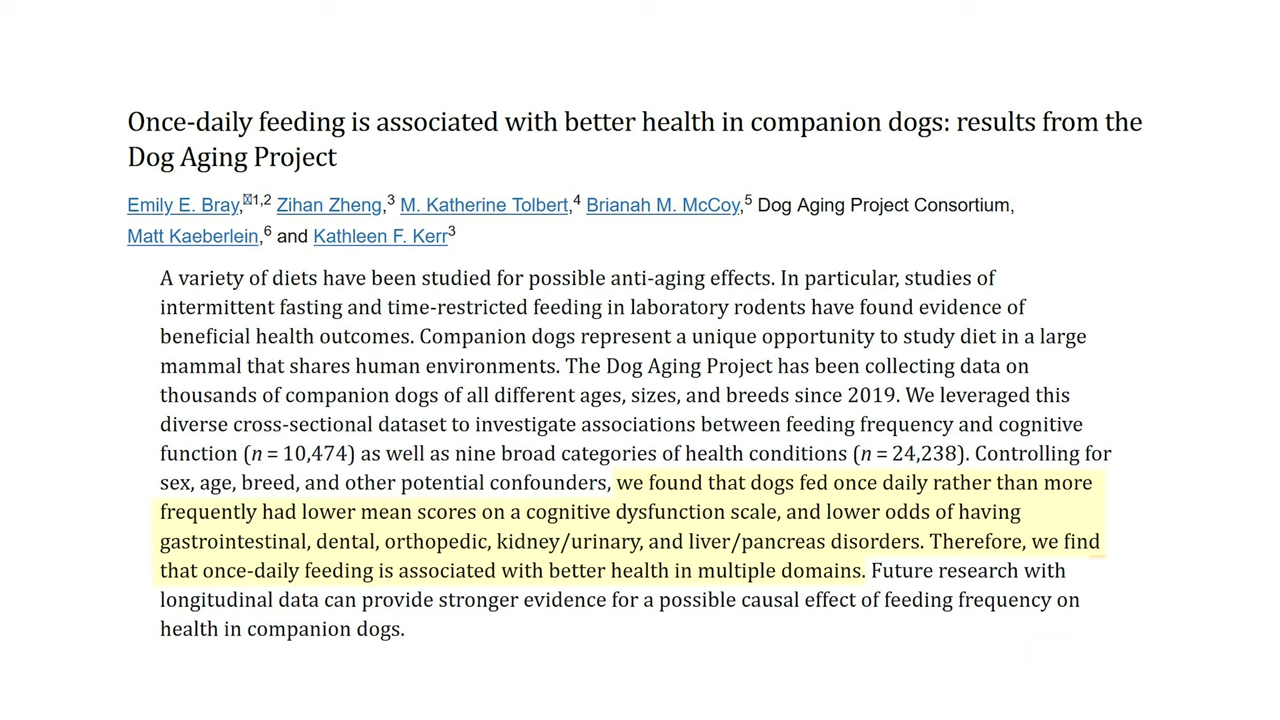 Once-daily feeding is associated with better health in companion dogs: results from the
Dog Aging Project
Emily E. Bray,1,2 Zihan Zheng,3 M. Katherine Tolbert,4 Brianah M. McCoy,5 Dog Aging Project Consortium,
Matt Kaeberlein,6 and Kathleen F. Kerr3
A variety of diets have been studied for possible anti-aging effects. In particular, studies of
intermittent fasting and time-restricted feeding in laboratory rodents have found evidence of
beneficial health outcomes. Companion dogs represent a unique opportunity to study diet in a large
mammal that shares human environments. The Dog Aging Project has been collecting data on
thousands of companion dogs of all different ages, sizes, and breeds since 2019. We leveraged this
diverse cross-sectional dataset to investigate associations between feeding frequency and cognitive
function (n = 10,474) as well as nine broad categories of health conditions (n = 24,238). Controlling for
sex, age, breed, and other potential confounders, we found that dogs fed once daily rather than more
frequently had lower mean scores on a cognitive dysfunction scale, and lower odds of having
gastrointestinal, dental, orthopedic, kidney/urinary, and liver/pancreas disorders. Therefore, we find
that once-daily feeding is associated with better health in multiple domains. Future research with
longitudinal data can provide stronger evidence for a possible causal effect of feeding frequency on
health in companion dogs.